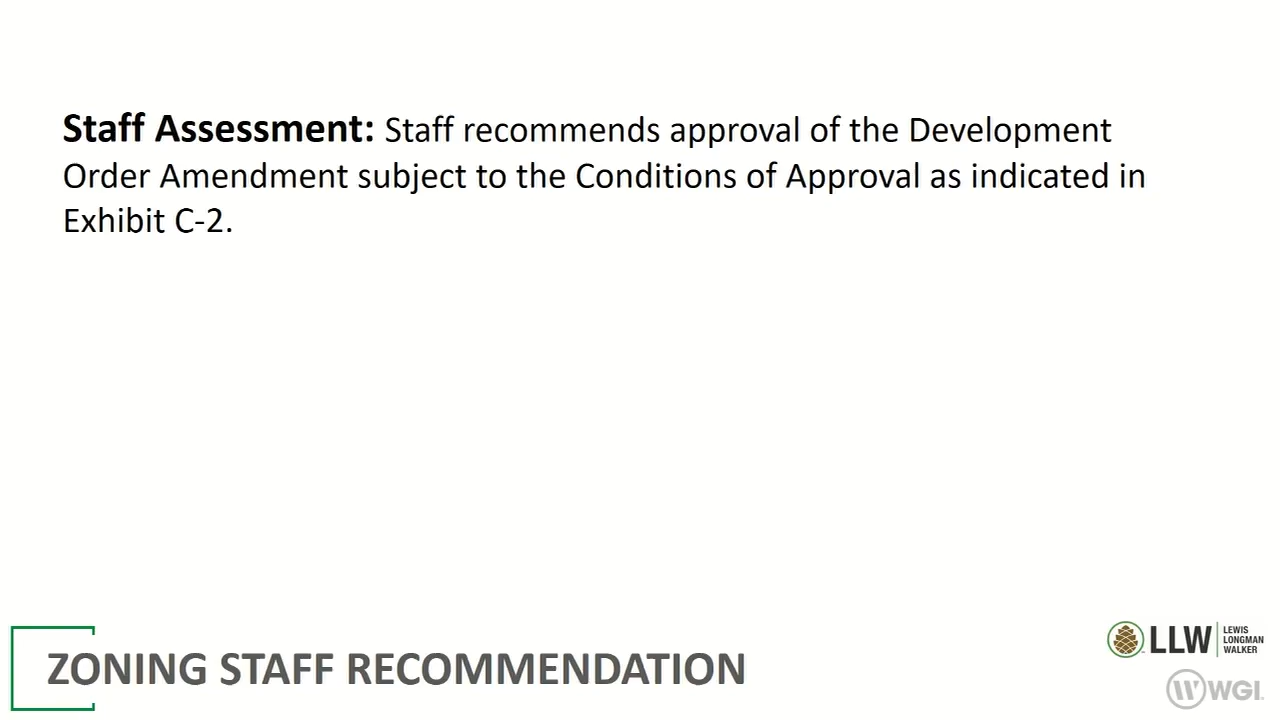 Staff Assessment: Staff recommends approval of the Development
Order Amendment subject to the Conditions of Approval as indicated in
Exhibit C-2.
ZONING STAFF RECOMMENDATION
LLW
LEWIS
LONGMAN
WALKER
WGI